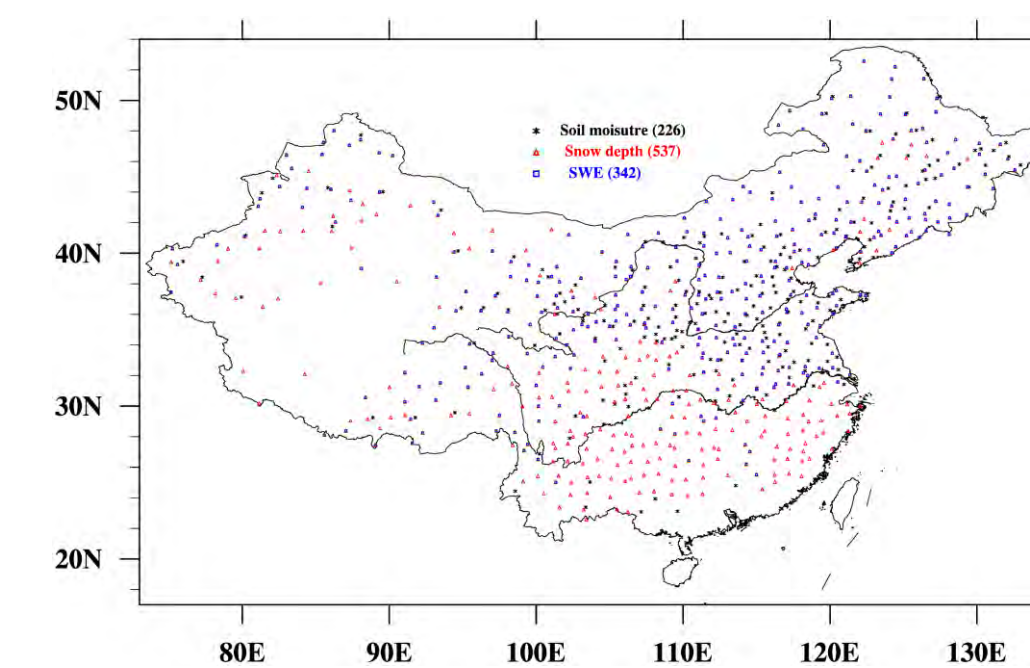 50N
Soil moisutre (226)
Snow depth (537)
SWE (342)
40N
30N
20N
80E 90E 100E 110E 120E 130E